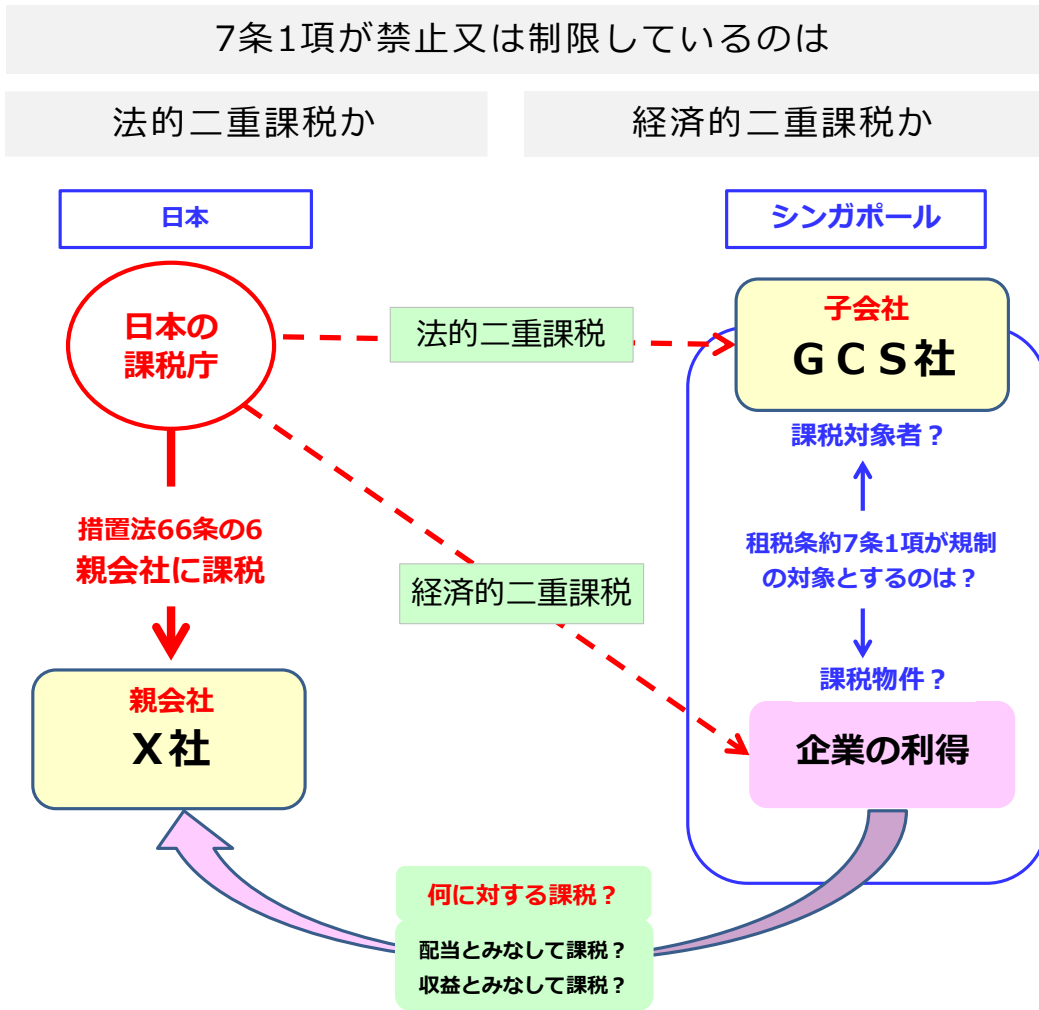 7条1項が禁止又は制限しているのは
法的二重課税か
経済的二重課税か
日本
シンガポール
日本の
課税庁
法的二重課税
子会社
ＧＣＳ社
課税対象者？
措置法66条の6
親会社に課税
租税条約7条1項が規制
の対象とするのは？
経済的二重課税
課税物件？
親会社
Ｘ社
企業の利得
何に対する課税？
配当とみなして課税？
収益とみなして課税？